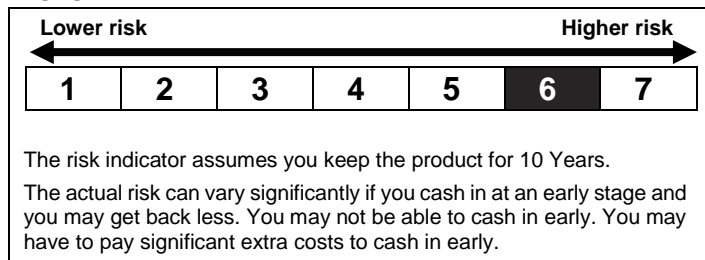 Lower risk Higher risk
1 2 3 4 5 6 7
The risk indicator assumes you keep the product for 10 Years.
The actual risk can vary significantly if you cash in at an early stage and
you may get back less. You may not be able to cash in early. You may
have to pay significant extra costs to cash in early.